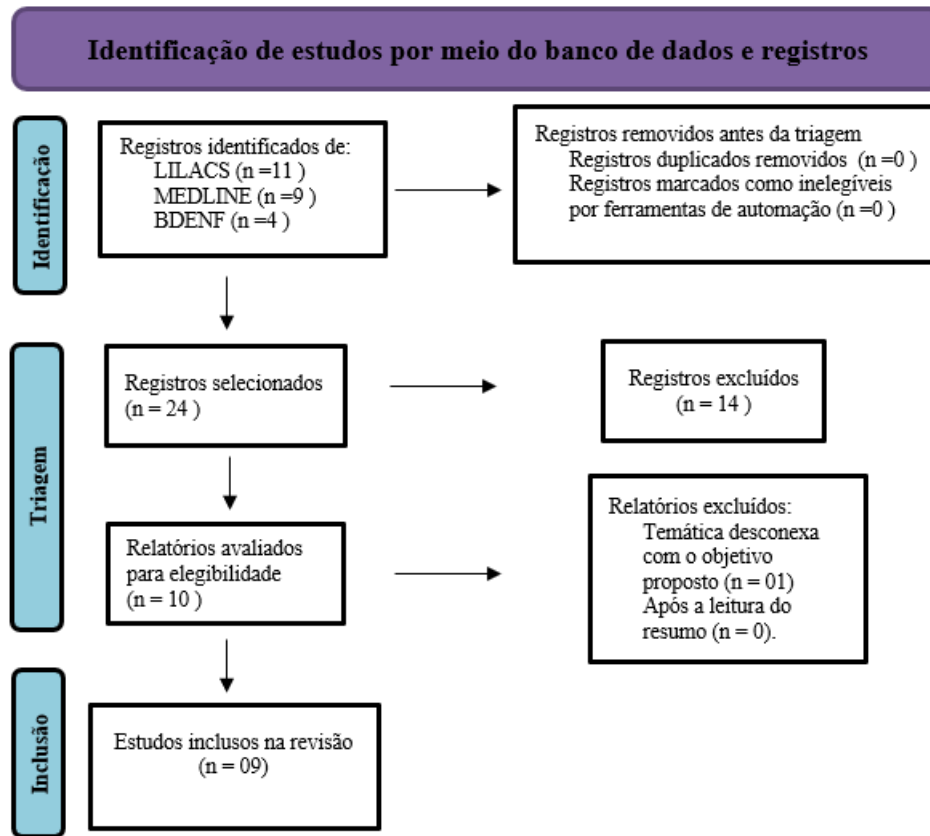 Identificação de estudos por meio do banco de dados e registros
Identificação
Registros identificados de:
LILACS (n =11 )
MEDLINE (n =9 )
BDENF (n =4 )
Registros removidos antes da triagem
Registros duplicados removidos (n =0 )
Registros marcados como inelegíveis
por ferramentas de automação (n =0 )
Triagem
Registros selecionados
(n = 24 )
Registros excluídos
(n = 14 )
Relatórios avaliados
para elegibilidade
(n = 10 )
Relatórios excluídos:
Temática desconexa
com o objetivo
proposto (n = 01)
Após a leitura do
resumo (n = 0).
Inclusão
Estudos inclusos na revisão
(n = 09)